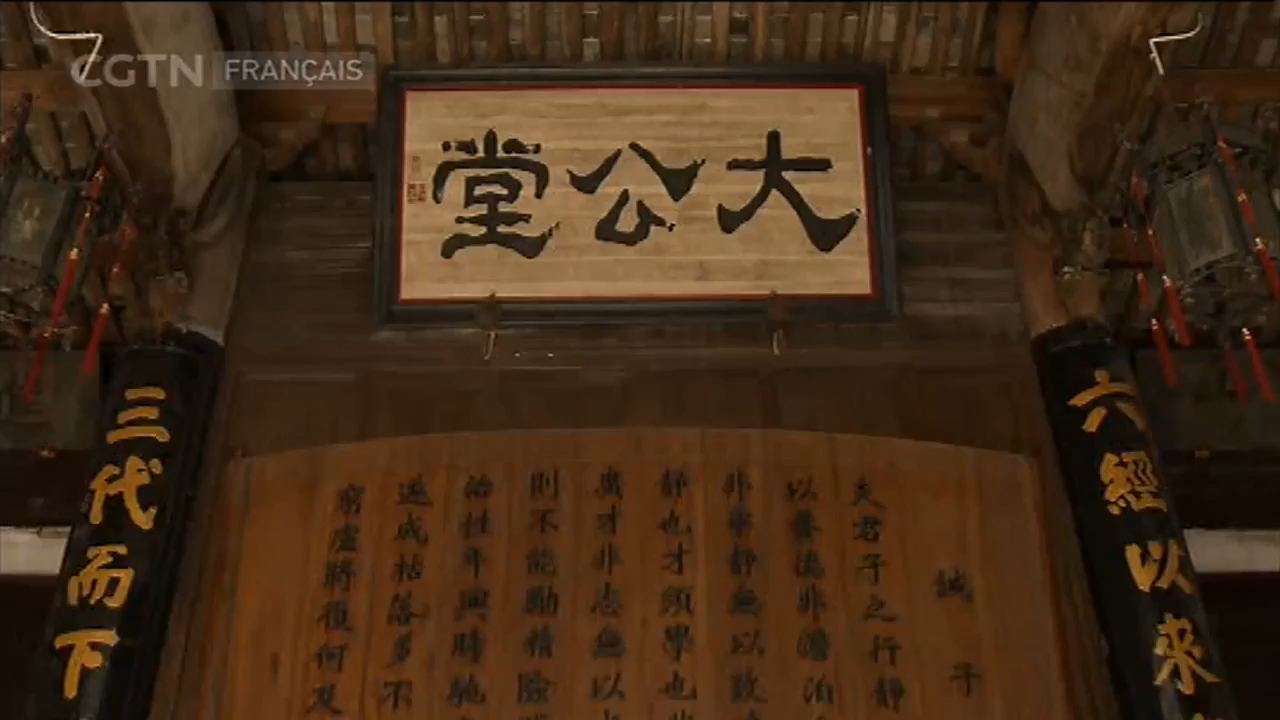 CGTN FRANÇAIS
大公堂
六經以來
三代而下
誡子
夫君子之行靜
以養德非澹泊
非寧靜無以致
靜也才須學也非
廣才非志無以
則不能勵精險
治性年與時馳
遂成枯落多不
窮廬將復何及